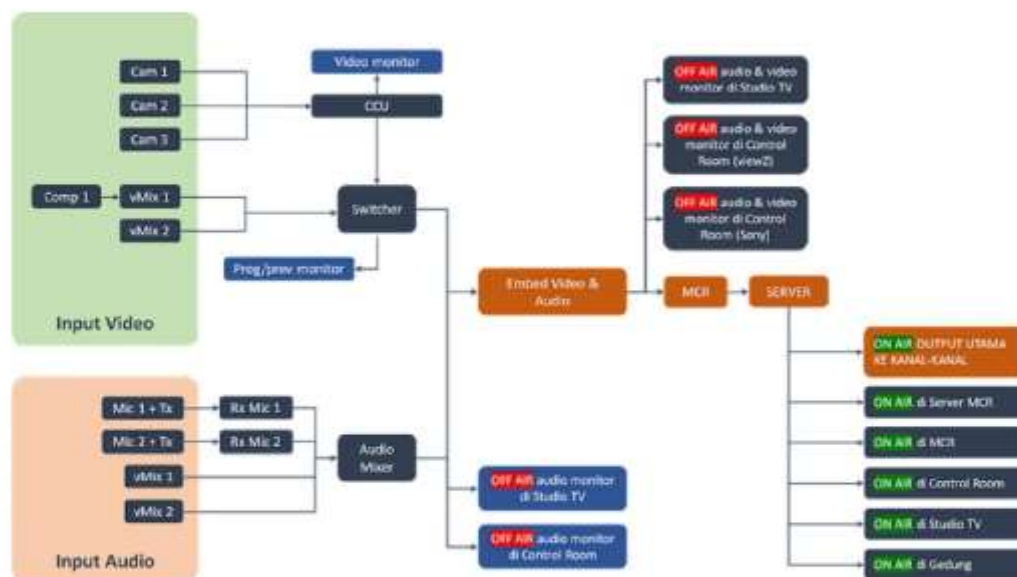 Cam 1
Cam 2
Cam 3
Comp 1
vMix 1
vMix 2
Input Video
Video monitor
CCU
Switcher
Prog/prev monitor
Mic 1 + Tx
Rx Mic 1
Mic 2 + Tx
Rx Mic 2
vMix 1
vMix 2
Input Audio
Audio
Mixer
Embed Video &
Audio
OFF AIR audio & video
monitor di Studio TV
OFF AIR audio & video
monitor di Control
Room (viewZ)
OFF AIR audio & video
monitor di Control
Room (Sony)
MCR
SERVER
OFF AIR audio monitor
di Studio TV
OFF AIR audio monitor
di Control Room
ON AIR OUTPUT UTAMA
KE KANAL-KANAL
ON AIR di Server MCR
ON AIR di MCR
ON AIR di Control Room
ON AIR di Studio TV
ON AIR di Gedung